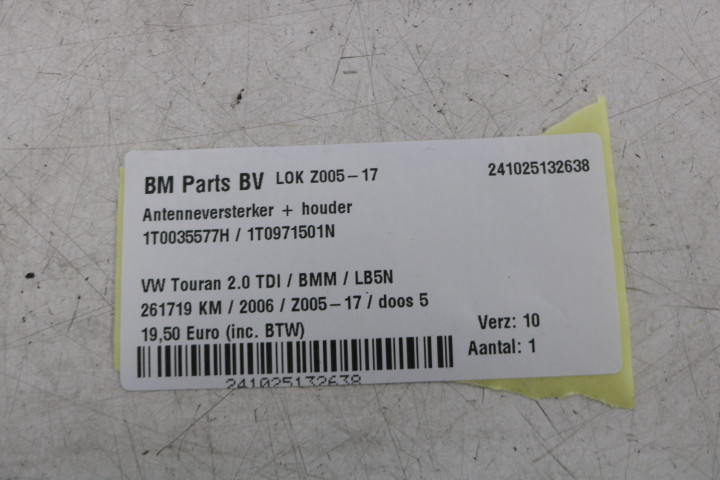 BM Parts BV LOK Z005-17 241025132638
Antenneversterker + houder
1T0035577H / 1T0971501N
VW Touran 2.0 TDI / BMM / LB5N
261719 KM / 2006 / Z005-17 / doos 5
19,50 Euro (inc. BTW) Verz: 10
Aantal: 1
241025132638